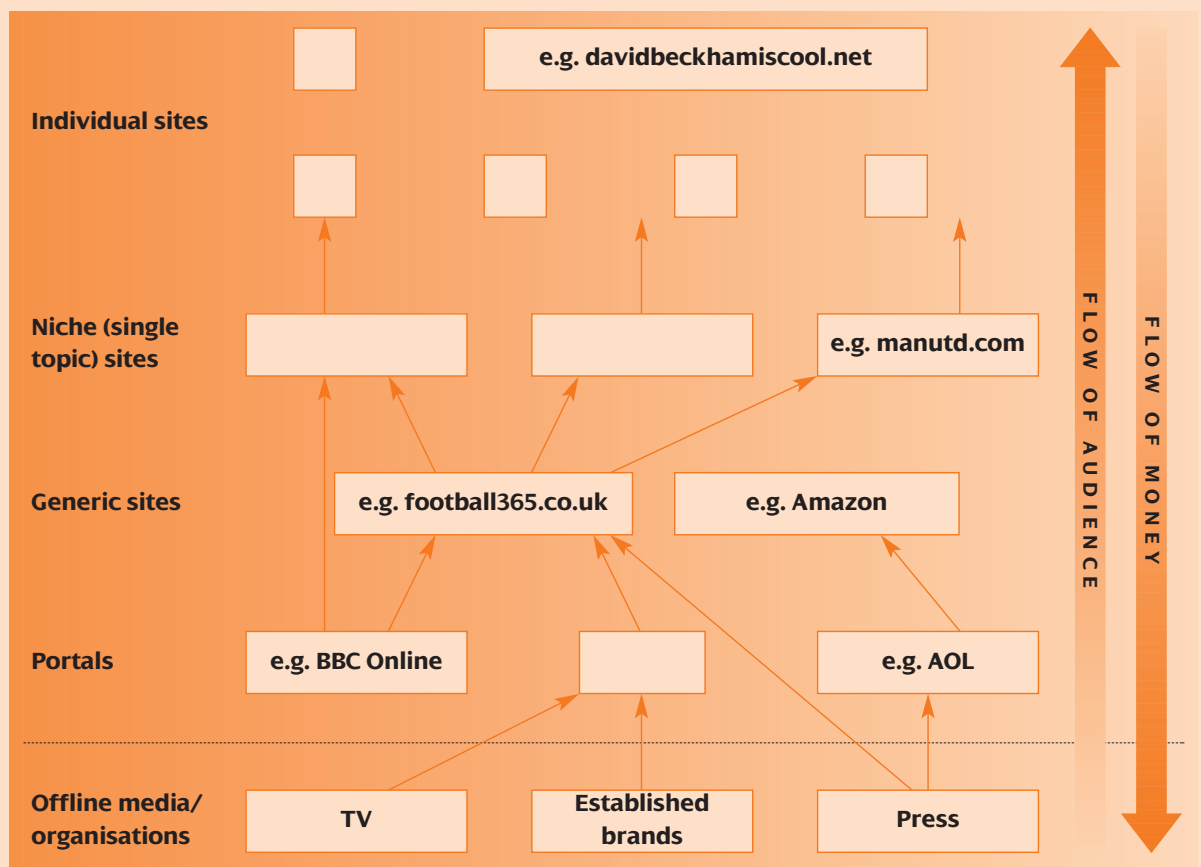 e.g. davidbeckhamiscool.net
Individual sites
Niche (single
topic) sites
e.g. manutd.com
Generic sites
e.g. football365.co.uk
e.g. Amazon
Portals
e.g. BBC Online
e.g. AOL
Offline media/
organisations
TV
Established
brands
Press
FLOW OF AUDIENCE
FLOW OF MONEY